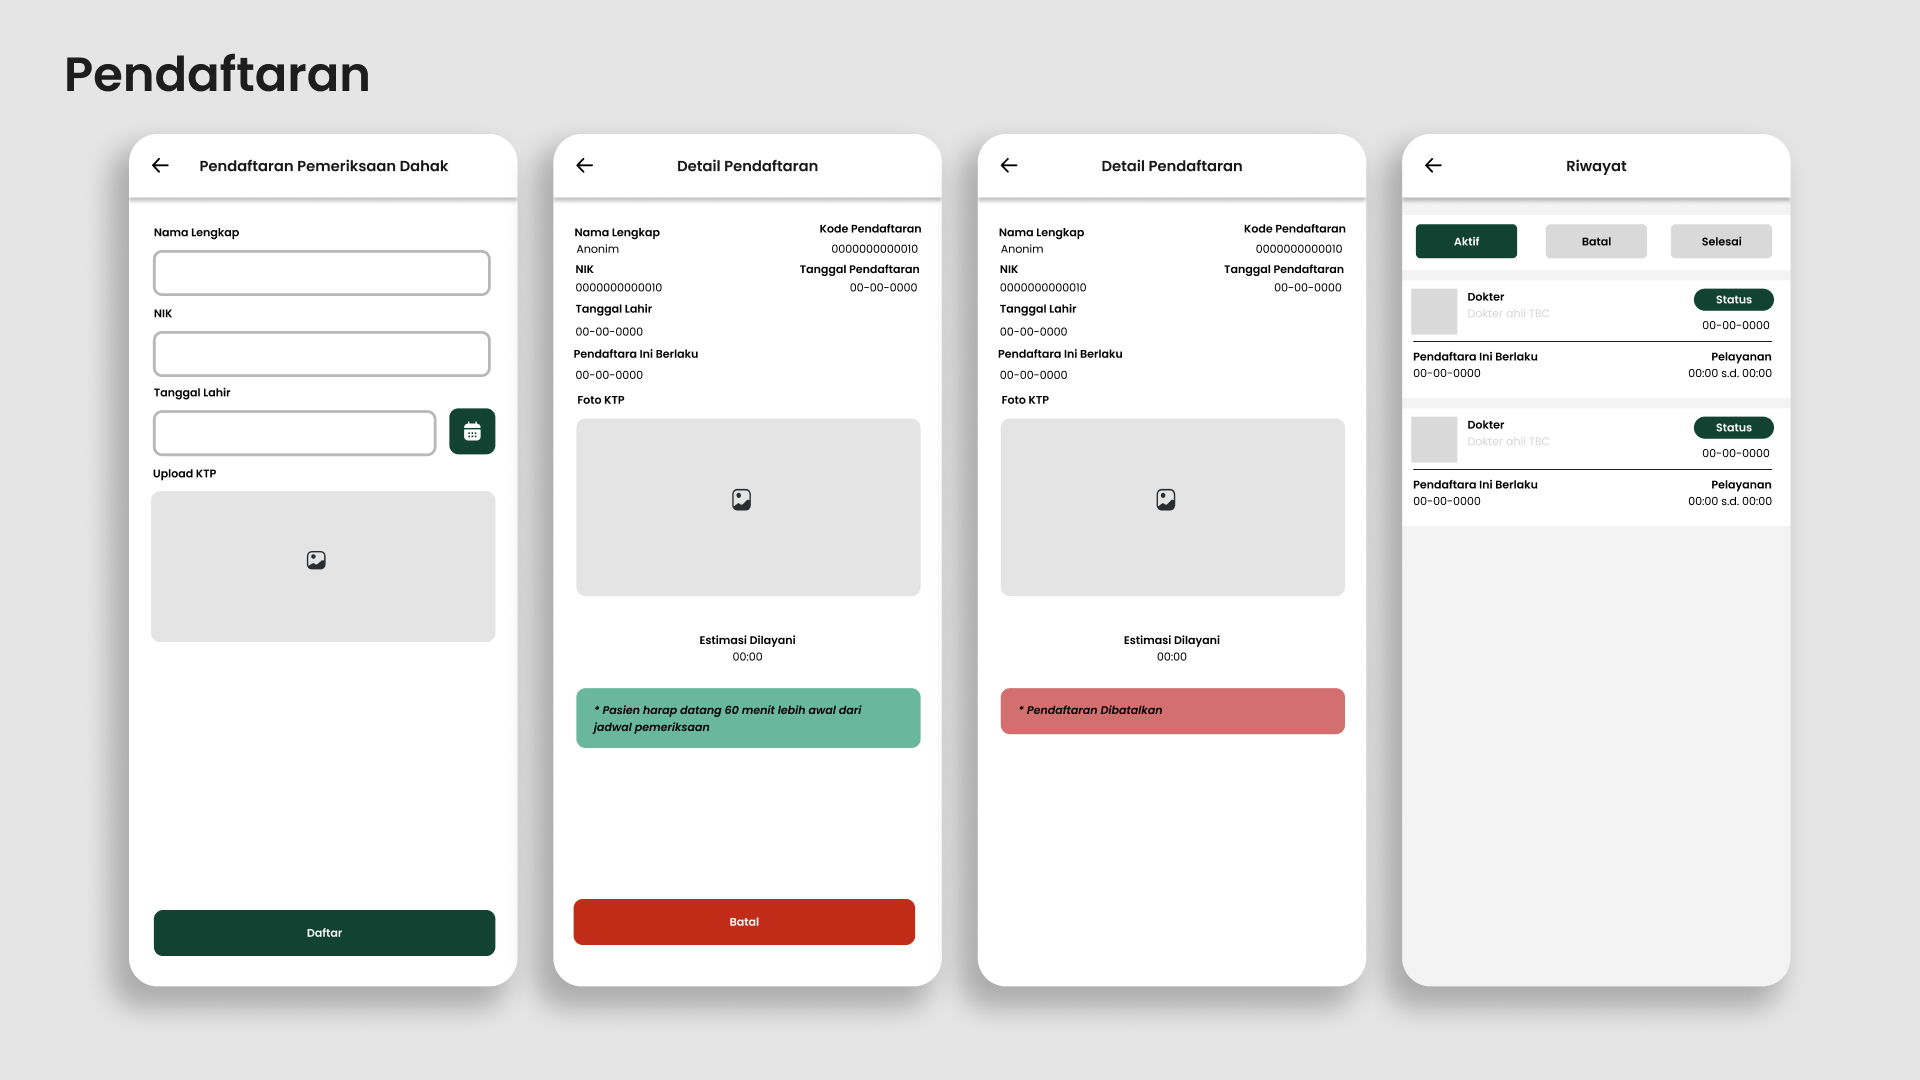 Pendaftaran
Pendaftaran Pemeriksaan Dahak
Nama Lengkap
NIK
Tanggal Lahir
Upload KTP
Daftar
Detail Pendaftaran
Nama Lengkap
Anonim
Kode Pendaftaran
0000000000010
NIK
0000000000010
Tanggal Pendaftaran
00-00-0000
Tanggal Lahir
00-00-0000
Pendaftara Ini Berlaku
00-00-0000
Foto KTP
Estimasi Dilayani
00:00
* Pasien harap datang 60 menit lebih awal dari
jadwal pemeriksaan
Batal
Detail Pendaftaran
Nama Lengkap
Anonim
Kode Pendaftaran
0000000000010
NIK
0000000000010
Tanggal Pendaftaran
00-00-0000
Tanggal Lahir
00-00-0000
Pendaftara Ini Berlaku
00-00-0000
Foto KTP
Estimasi Dilayani
00:00
* Pendaftaran Dibatalkan
Riwayat
Aktif
Batal
Selesai
Dokter
Dokter ahli TBC
Status
00-00-0000
Pendaftara Ini Berlaku
00-00-0000
Pelayanan
00:00 s.d. 00:00
Dokter
Dokter ahli TBC
Status
00-00-0000
Pendaftara Ini Berlaku
00-00-0000
Pelayanan
00:00 s.d. 00:00